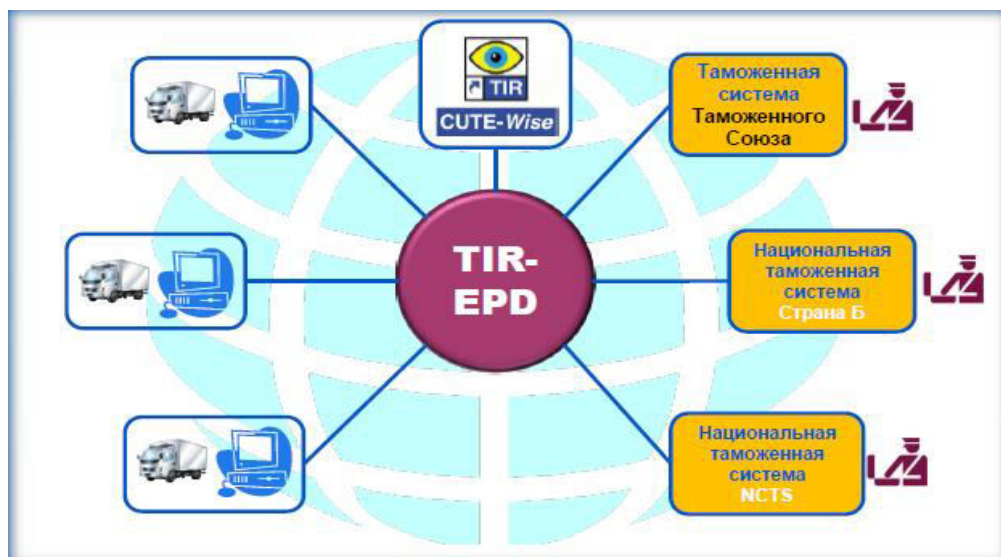 TIR
CUTE-Wise
Таможенная
система
Таможенного
Союза
TIR-
EPD
Национальная
таможенная
система
Страна Б
Национальная
таможенная
система
NCTS